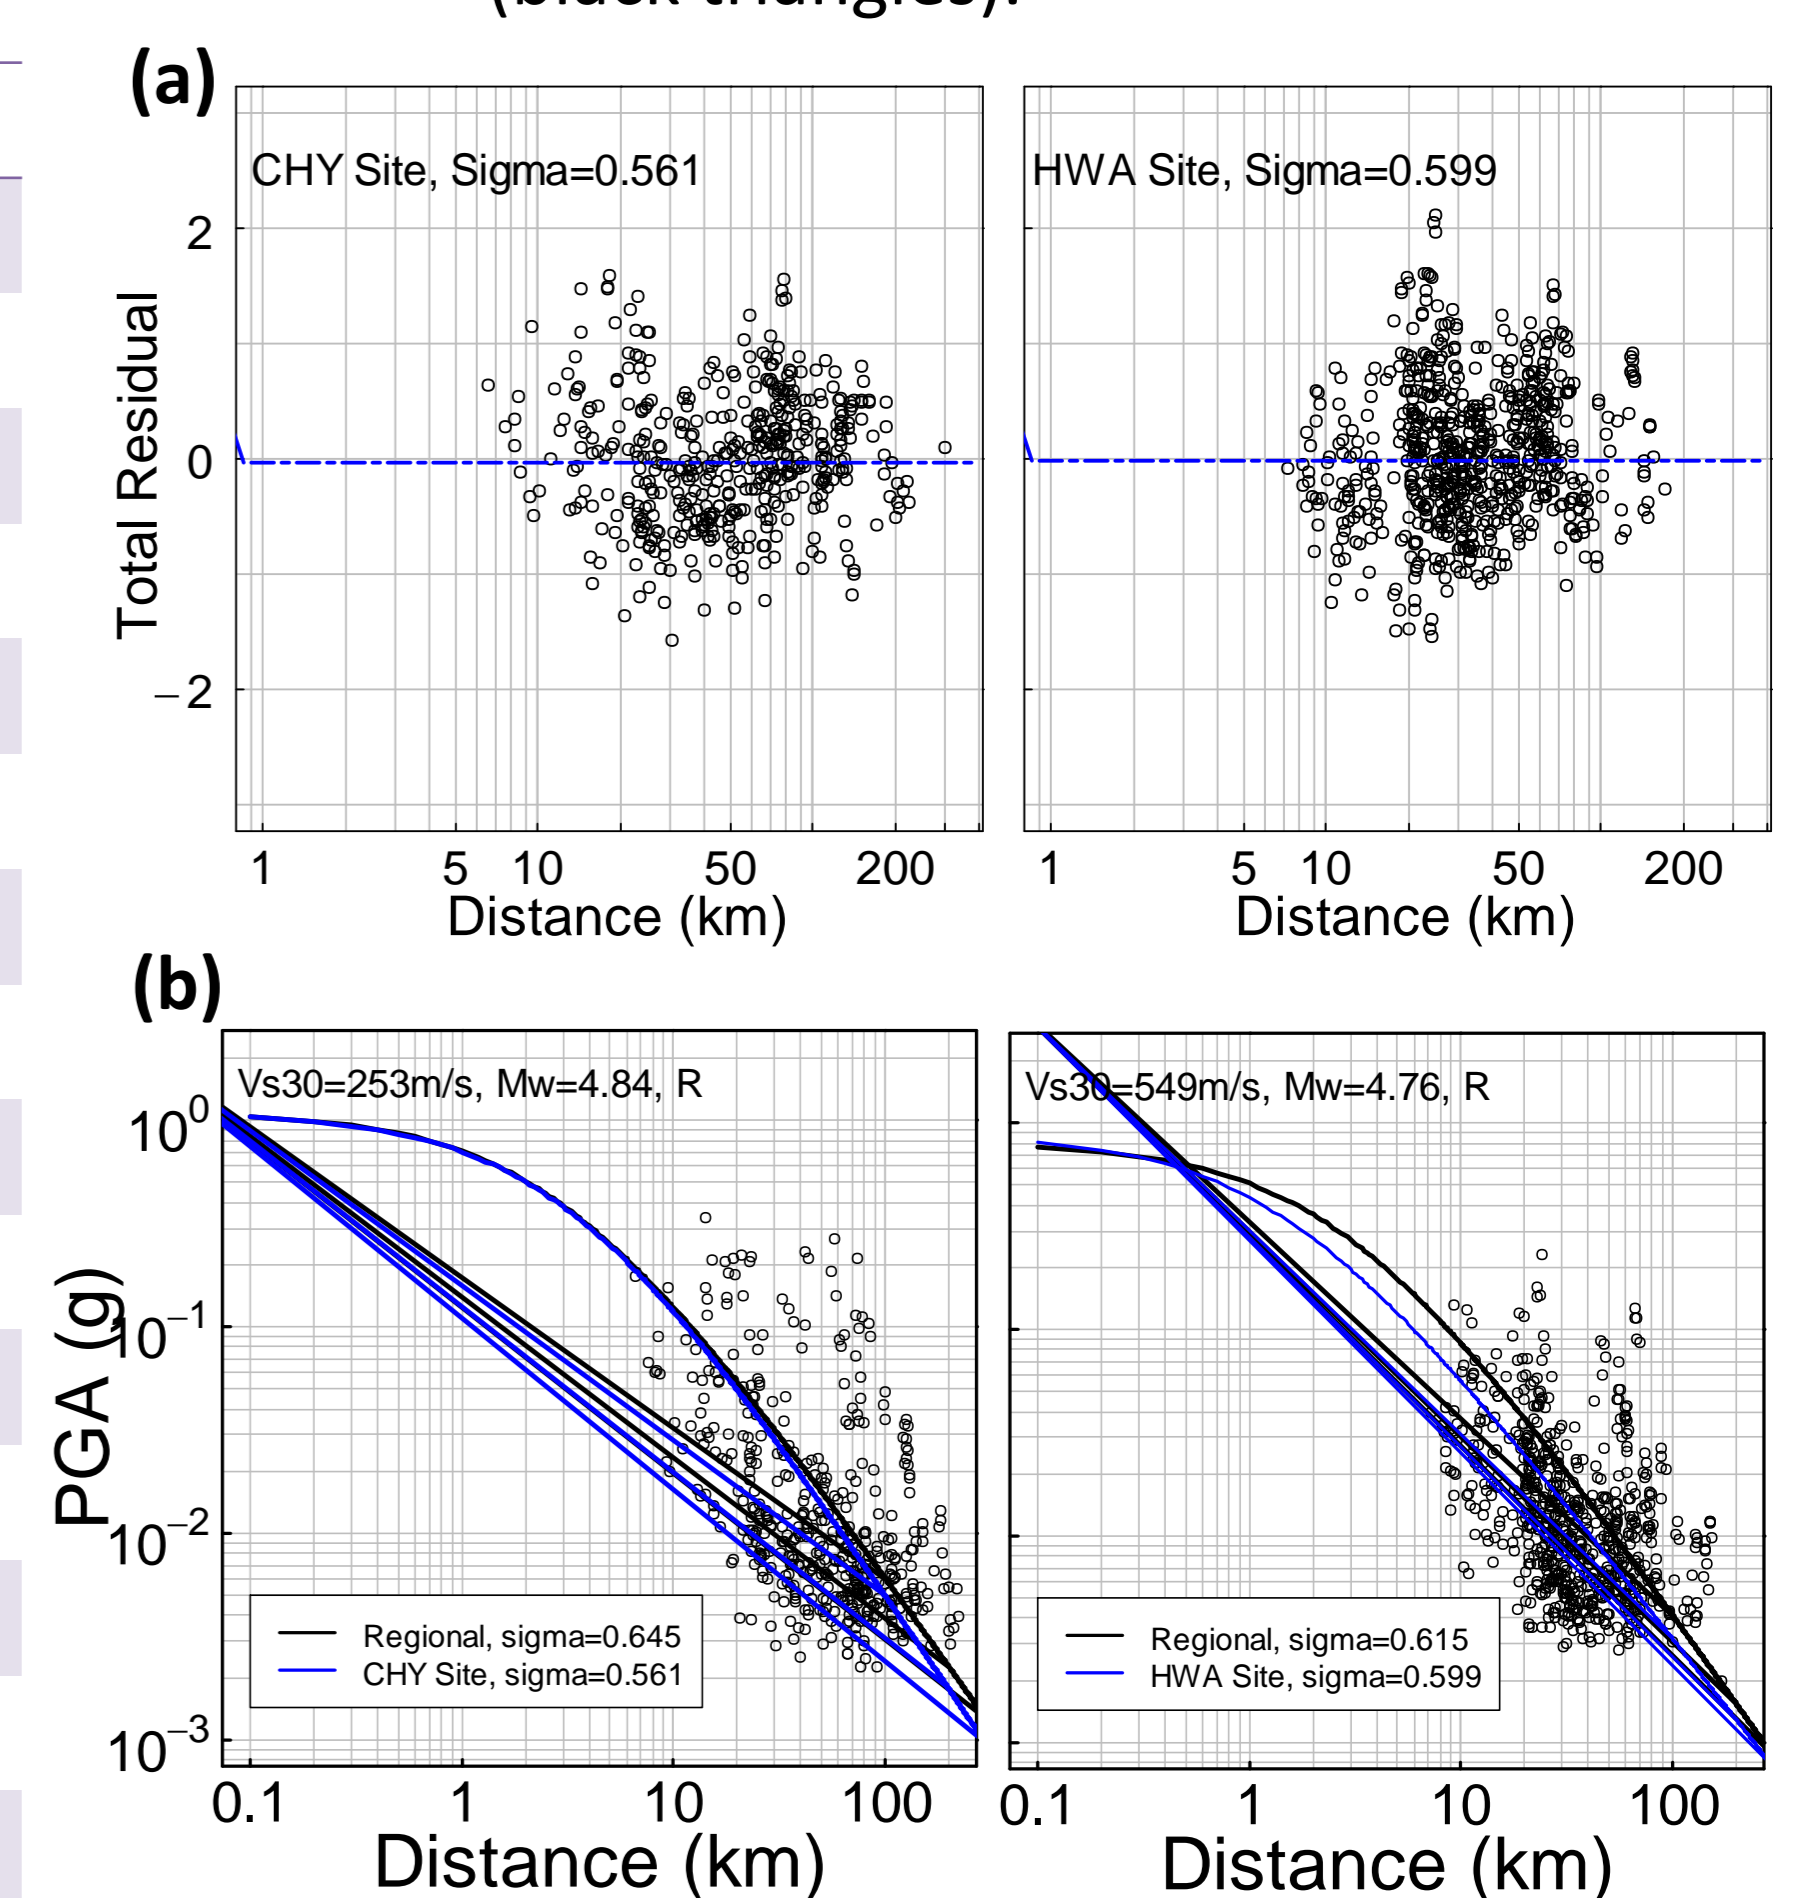 (black triangles).
(a)
CHY Site, Sigma=0.561
HWA Site, Sigma=0.599
Total Residual
2
0
−2
1 5 10 50 200
1 5 10 50 200
Distance (km)
Distance (km)
(b)
Vs30=253m/s, Mw=4.84, R
Vs30=549m/s, Mw=4.76, R
PGA (g)
10⁰
10⁻¹
10⁻²
10⁻³
Regional, sigma=0.645
CHY Site, sigma=0.561
Regional, sigma=0.615
HWA Site, sigma=0.599
0.1 1 10 100
0.1 1 10 100
Distance (km)
Distance (km)